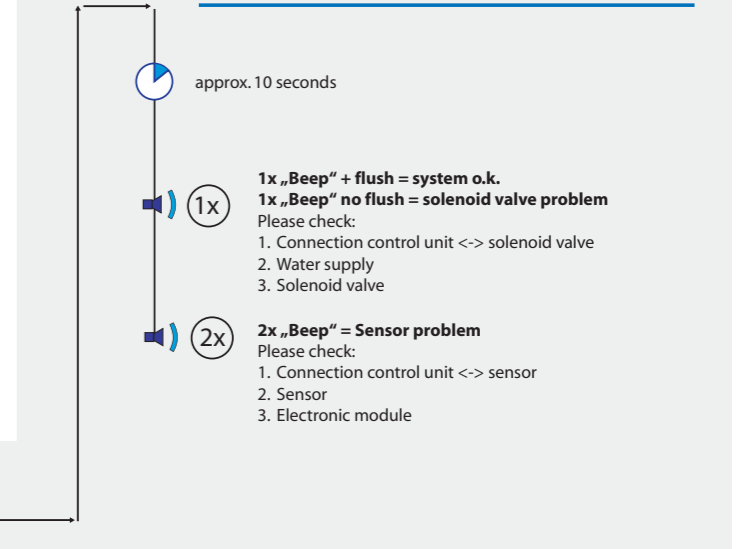 approx. 10 seconds
1x
1x „Beep“ + flush = system o.k.
1x „Beep“ no flush = solenoid valve problem
Please check:
1. Connection control unit <-> solenoid valve
2. Water supply
3. Solenoid valve
2x
2x „Beep“ = Sensor problem
Please check:
1. Connection control unit <-> sensor
2. Sensor
3. Electronic module